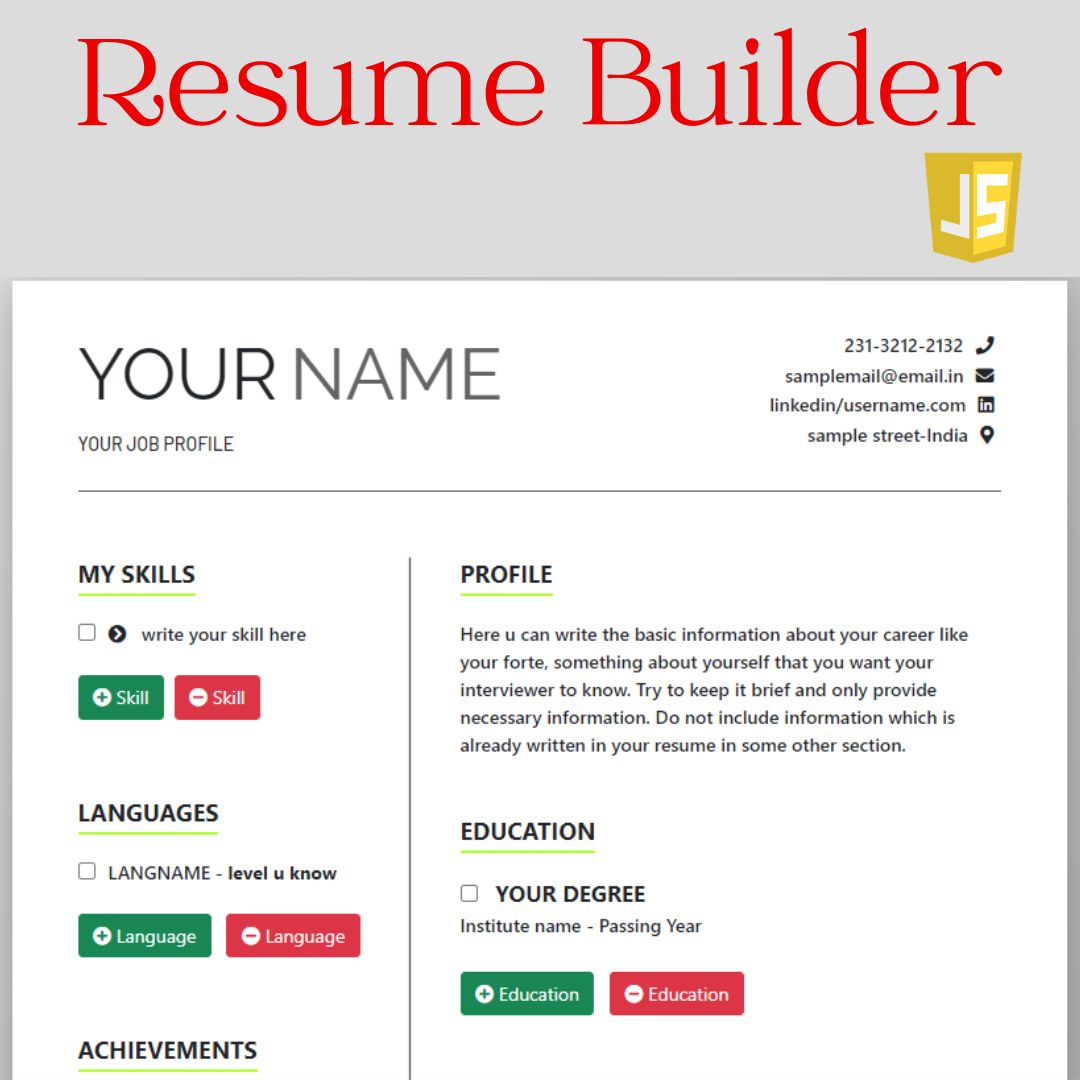 Resume Builder
JS
YOUR NAME
YOUR JOB PROFILE
231-3212-2132
samplemail@email.in
linkedin/username.com
sample street-India
MY SKILLS
write your skill here
Skill Skill
LANGUAGES
LANGNAME - level u know
Language Language
ACHIEVEMENTS
PROFILE
Here u can write the basic information about your career like
your forte, something about yourself that you want your
interviewer to know. Try to keep it brief and only provide
necessary information. Do not include information which is
already written in your resume in some other section.
EDUCATION
YOUR DEGREE
Institute name - Passing Year
Education Education